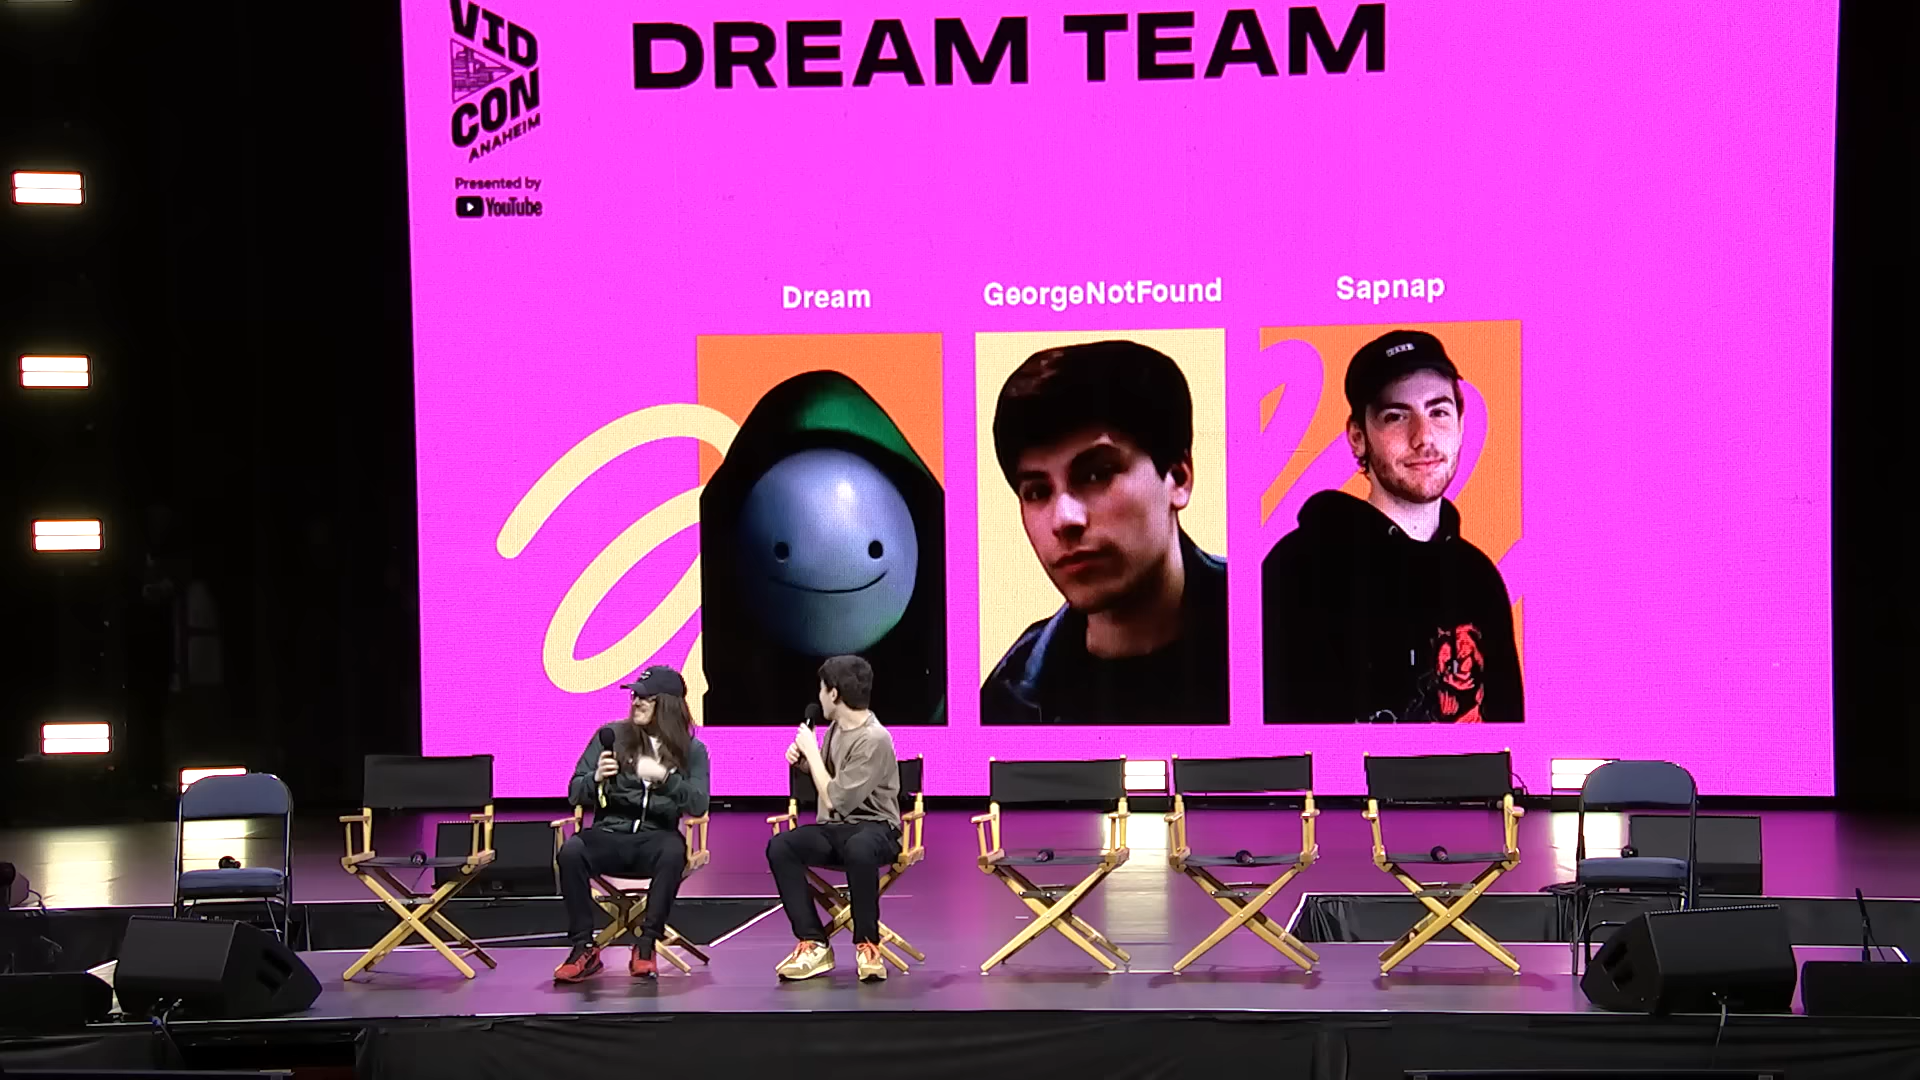 VID
CON
ANAHEIM
Presented by
YouTube
DREAM TEAM
Dream
GeorgeNotFound
Sapnap